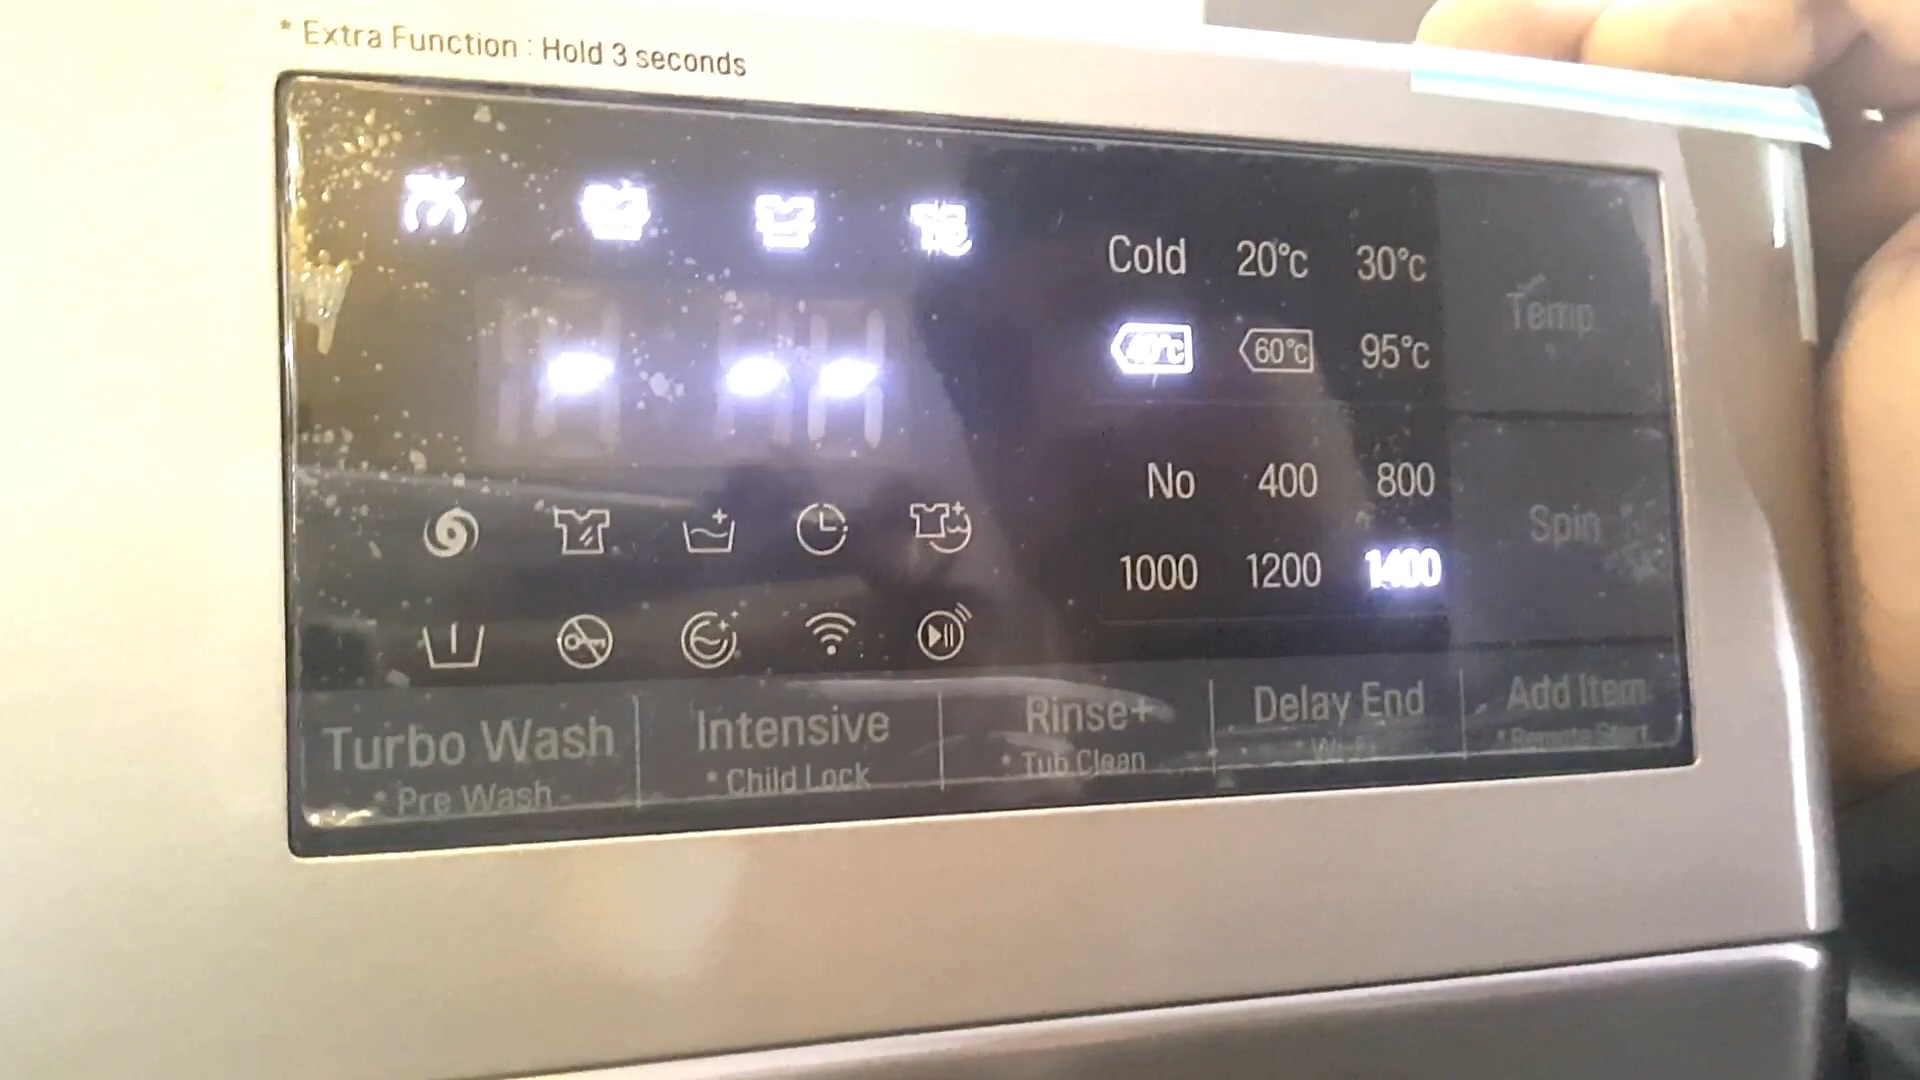 * Extra Function : Hold 3 seconds
Cold 20°c 30°c
40°c 60°c 95°c
Temp.
No 400 800
1000 1200 1400
Spin
Turbo Wash
* Pre Wash
Intensive
* Child Lock
Rinse+
* Tub Clean
Delay End
* Wi-Fi
Add Item
* Remote Start